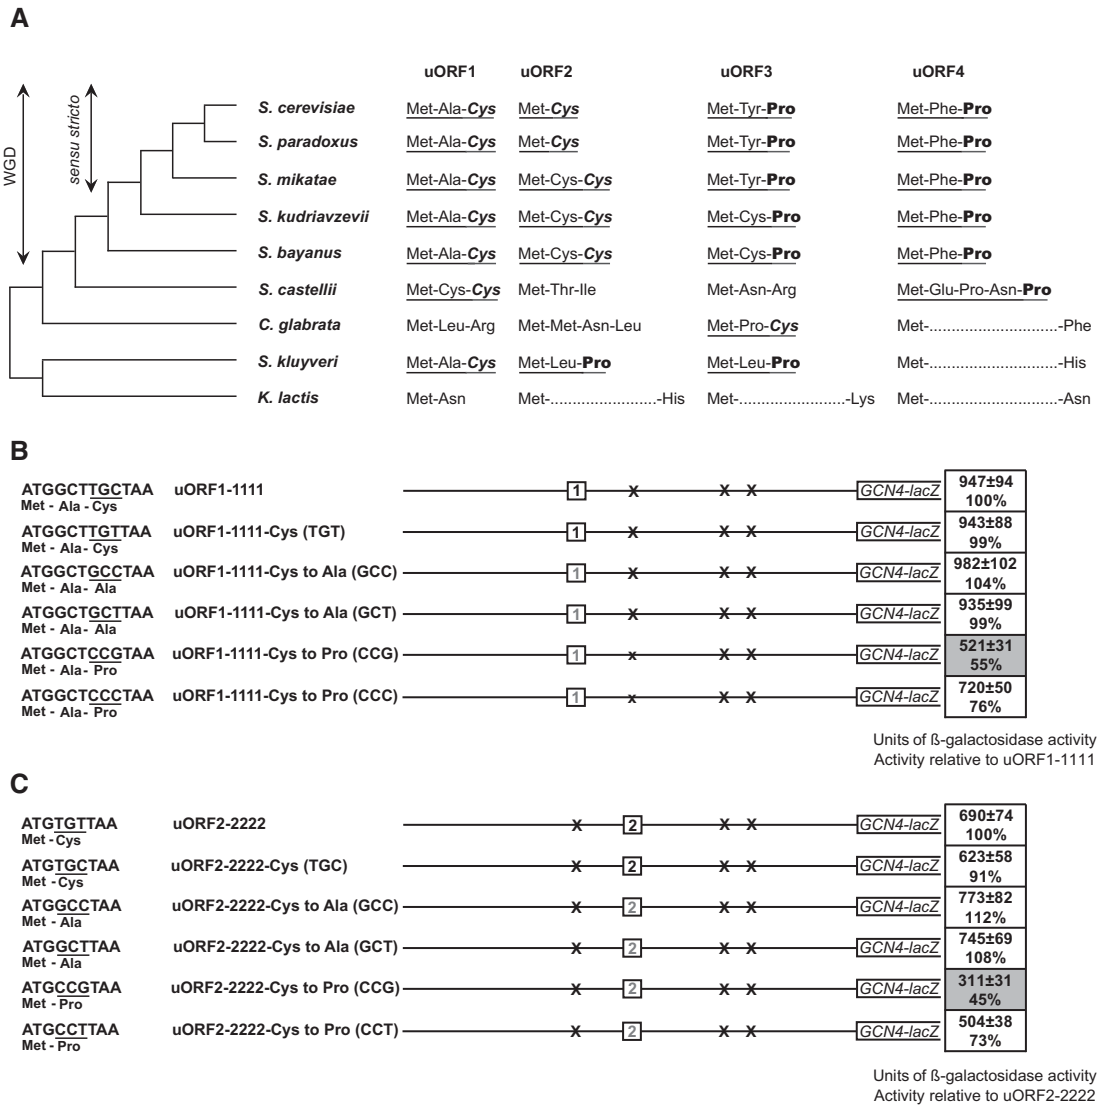 A
uORF1 uORF2 uORF3 uORF4
WGD
sensu stricto
S. cerevisiae Met-Ala-Cys Met-Cys Met-Tyr-Pro Met-Phe-Pro
S. paradoxus Met-Ala-Cys Met-Cys Met-Tyr-Pro Met-Phe-Pro
S. mikatae Met-Ala-Cys Met-Cys-Cys Met-Tyr-Pro Met-Phe-Pro
S. kudriavzevii Met-Ala-Cys Met-Cys-Cys Met-Cys-Pro Met-Phe-Pro
S. bayanus Met-Ala-Cys Met-Cys-Cys Met-Cys-Pro Met-Phe-Pro
S. castellii Met-Cys-Cys Met-Thr-Ile Met-Asn-Arg Met-Glu-Pro-Asn-Pro
C. glabrata Met-Leu-Arg Met-Met-Asn-Leu Met-Pro-Cys Met-.............................-Phe
S. kluyveri Met-Ala-Cys Met-Leu-Pro Met-Leu-Pro Met-.............................-His
K. lactis Met-Asn Met-........................-His Met-........................-Lys Met-.............................-Asn
B
ATGGCTTGCTAA uORF1-1111 1 X X X GCN4-lacZ 947±94
Met - Ala - Cys 100%
ATGGCTTGTTAA uORF1-1111-Cys (TGT) 1 X X X GCN4-lacZ 943±88
Met - Ala - Cys 99%
ATGGCTGCCTAA uORF1-1111-Cys to Ala (GCC) 1 X X X GCN4-lacZ 982±102
Met - Ala - Ala 104%
ATGGCTGCTTAA uORF1-1111-Cys to Ala (GCT) 1 X X X GCN4-lacZ 935±99
Met - Ala - Ala 99%
ATGGCTCCGTAA uORF1-1111-Cys to Pro (CCG) 1 x X X GCN4-lacZ 521±31
Met - Ala - Pro 55%
ATGGCTCCCTAA uORF1-1111-Cys to Pro (CCC) 1 x X X GCN4-lacZ 720±50
Met - Ala - Pro 76%
Units of ß-galactosidase activity
Activity relative to uORF1-1111
C
ATGTGTTAA uORF2-2222 X 2 X X GCN4-lacZ 690±74
Met - Cys 100%
ATGTGCTAA uORF2-2222-Cys (TGC) X 2 X X GCN4-lacZ 623±58
Met - Cys 91%
ATGGCCTAA uORF2-2222-Cys to Ala (GCC) X 2 X X GCN4-lacZ 773±82
Met - Ala 112%
ATGGCTTAA uORF2-2222-Cys to Ala (GCT) X 2 X X GCN4-lacZ 745±69
Met - Ala 108%
ATGCCGTAA uORF2-2222-Cys to Pro (CCG) X 2 X X GCN4-lacZ 311±31
Met - Pro 45%
ATGCCTTAA uORF2-2222-Cys to Pro (CCT) X 2 X X GCN4-lacZ 504±38
Met - Pro 73%
Units of ß-galactosidase activity
Activity relative to uORF2-2222